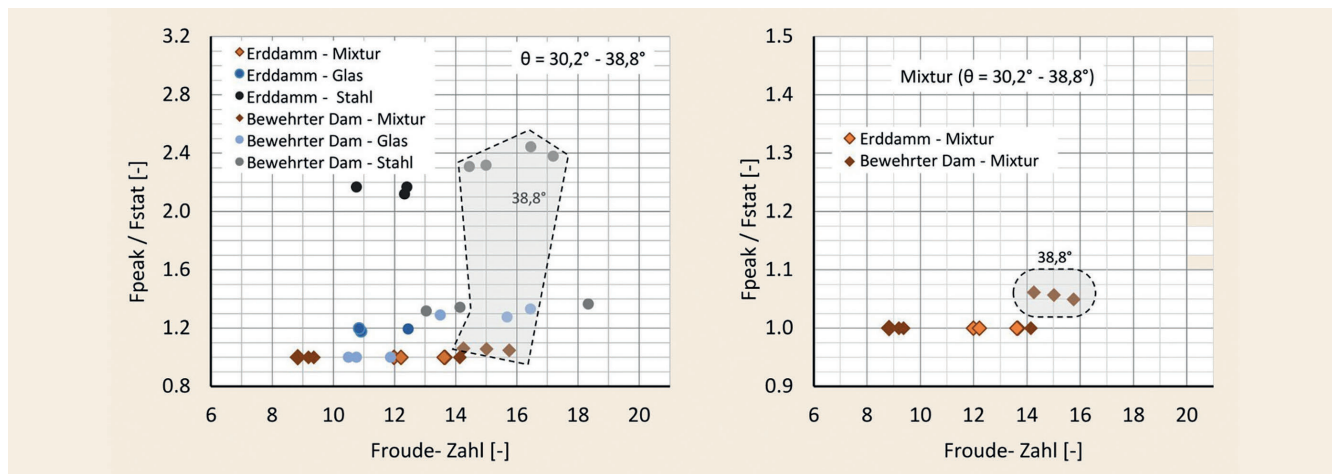 3.2
2.8
2.4
2.0
1.6
1.2
0.8
Fpeak / Fstat [-]
Erddamm - Mixtur
Erddamm - Glas
Erddamm - Stahl
Bewehrter Dam - Mixtur
Bewehrter Dam - Glas
Bewehrter Dam - Stahl
θ = 30,2° - 38,8°
38,8°
6 8 10 12 14 16 18 20
Froude- Zahl [-]
1.5
1.4
1.3
1.2
1.1
1.0
0.9
Fpeak / Fstat [-]
Mixtur (θ = 30,2° - 38,8°)
Erddamm - Mixtur
Bewehrter Dam - Mixtur
38,8°
6 8 10 12 14 16 18 20
Froude- Zahl [-]